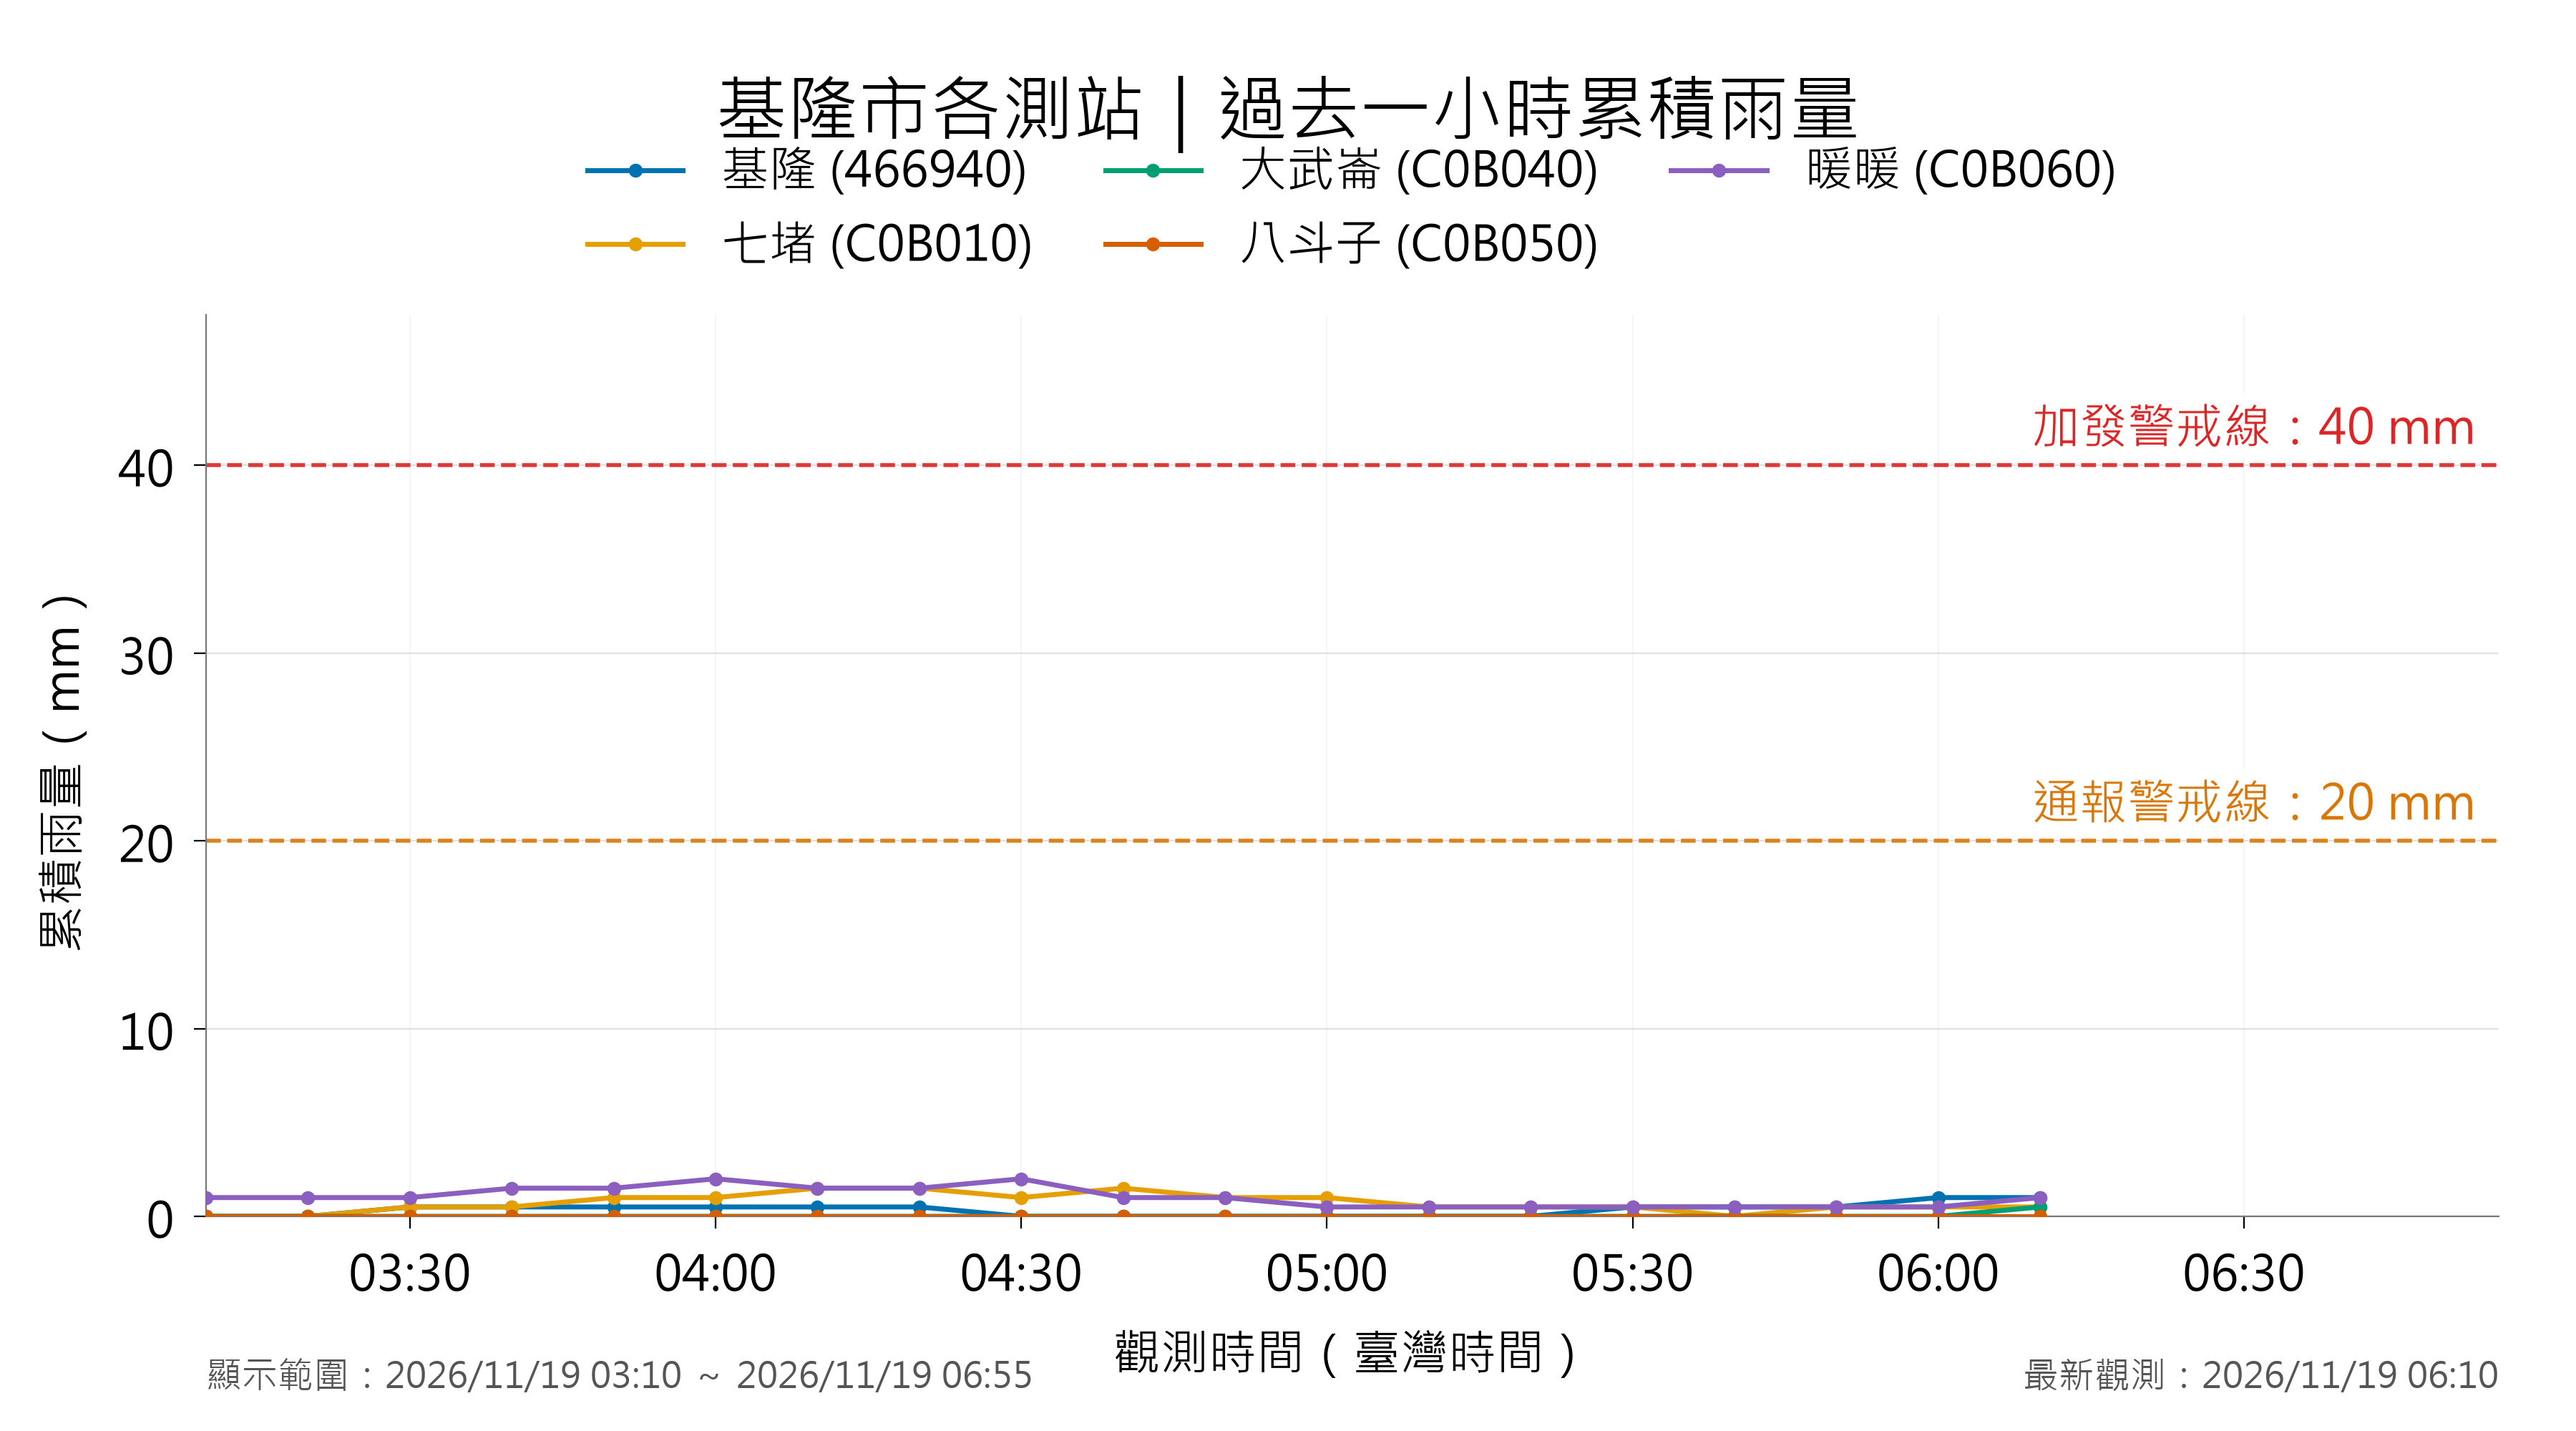 基隆市各測站｜過去一小時累積雨量
基隆 (466940) 大武崙 (C0B040) 暖暖 (C0B060)
七堵 (C0B010) 八斗子 (C0B050)
加發警戒線：40 mm
通報警戒線：20 mm
累積雨量（mm）
40
30
20
10
0
03:30 04:00 04:30 05:00 05:30 06:00 06:30
觀測時間（臺灣時間）
顯示範圍：2026/11/19 03:10 ~ 2026/11/19 06:55
最新觀測：2026/11/19 06:10